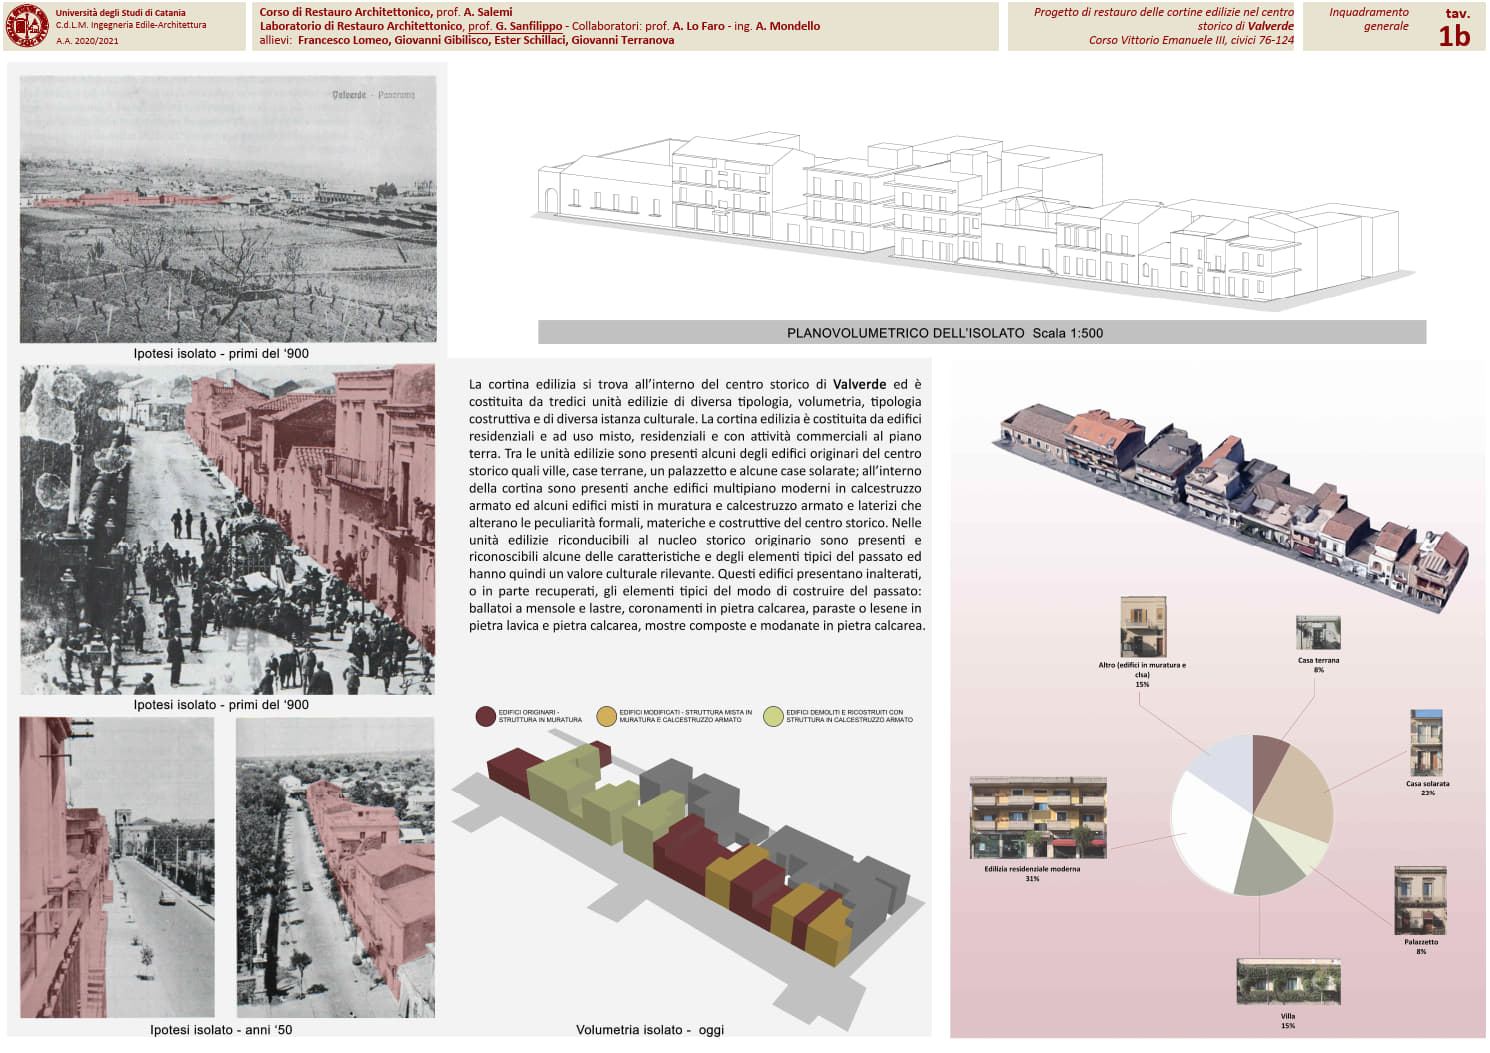 Università degli Studi di Catania
C.d.L.M. Ingegneria Edile-Architettura
A.A. 2020/2021
Corso di Restauro Architettonico, prof. A. Salemi
Laboratorio di Restauro Architettonico, prof. G. Sanfilippo - Collaboratori: prof. A. Lo Faro - ing. A. Mondello
allievi: Francesco Lomeo, Giovanni Gibilisco, Ester Schillaci, Giovanni Terranova
Progetto di restauro delle cortine edilizie nel centro
storico di Valverde
Corso Vittorio Emanuele III, civici 76-124
Inquadramento
generale
tav.
1b
Valverde - Panorama
Ipotesi isolato - primi del ‘900
Ipotesi isolato - primi del ‘900
Ipotesi isolato - anni ‘50
PLANOVOLUMETRICO DELL'ISOLATO Scala 1:500
La cortina edilizia si trova all’interno del centro storico di Valverde ed è
costituita da tredici unità edilizie di diversa tipologia, volumetria, tipologia
costruttiva e di diversa istanza culturale. La cortina edilizia è costituita da edifici
residenziali e ad uso misto, residenziali e con attività commerciali al piano
terra. Tra le unità edilizie sono presenti alcuni degli edifici originari del centro
storico quali ville, case terrane, un palazzetto e alcune case solarate; all’interno
della cortina sono presenti anche edifici multipiano moderni in calcestruzzo
armato ed alcuni edifici misti in muratura e calcestruzzo armato e laterizi che
alterano le peculiarità formali, materiche e costruttive del centro storico. Nelle
unità edilizie riconducibili al nucleo storico originario sono presenti e
riconoscibili alcune delle caratteristiche e degli elementi tipici del passato ed
hanno quindi un valore culturale rilevante. Questi edifici presentano inalterati,
o in parte recuperati, gli elementi tipici del modo di costruire del passato:
ballatoi a mensole e lastre, coronamenti in pietra calcarea, paraste o lesene in
pietra lavica e pietra calcarea, mostre composte e modanate in pietra calcarea.
EDIFICI ORIGINARI -
STRUTTURA IN MURATURA
EDIFICI MODIFICATI - STRUTTURA MISTA IN
MURATURA E CALCESTRUZZO ARMATO
EDIFICI DEMOLITI E RICOSTRUITI CON
STRUTTURA IN CALCESTRUZZO ARMATO
Volumetria isolato - oggi
Altro (edifici in muratura e
clsa)
15%
Casa terrana
8%
Casa solarata
23%
Edilizia residenziale moderna
31%
Palazzetto
8%
Villa
15%